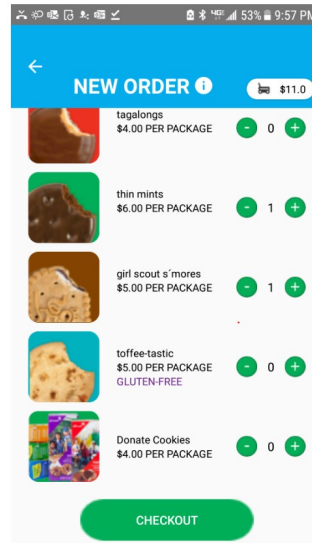 4G 53% 9:57 PM
NEW ORDER i $11.0
tagalongs
$4.00 PER PACKAGE
- 0 +
thin mints
$6.00 PER PACKAGE
- 1 +
girl scout s´mores
$5.00 PER PACKAGE
- 1 +
toffee-tastic
$5.00 PER PACKAGE
GLUTEN-FREE
- 0 +
Donate Cookies
$4.00 PER PACKAGE
- 0 +
CHECKOUT